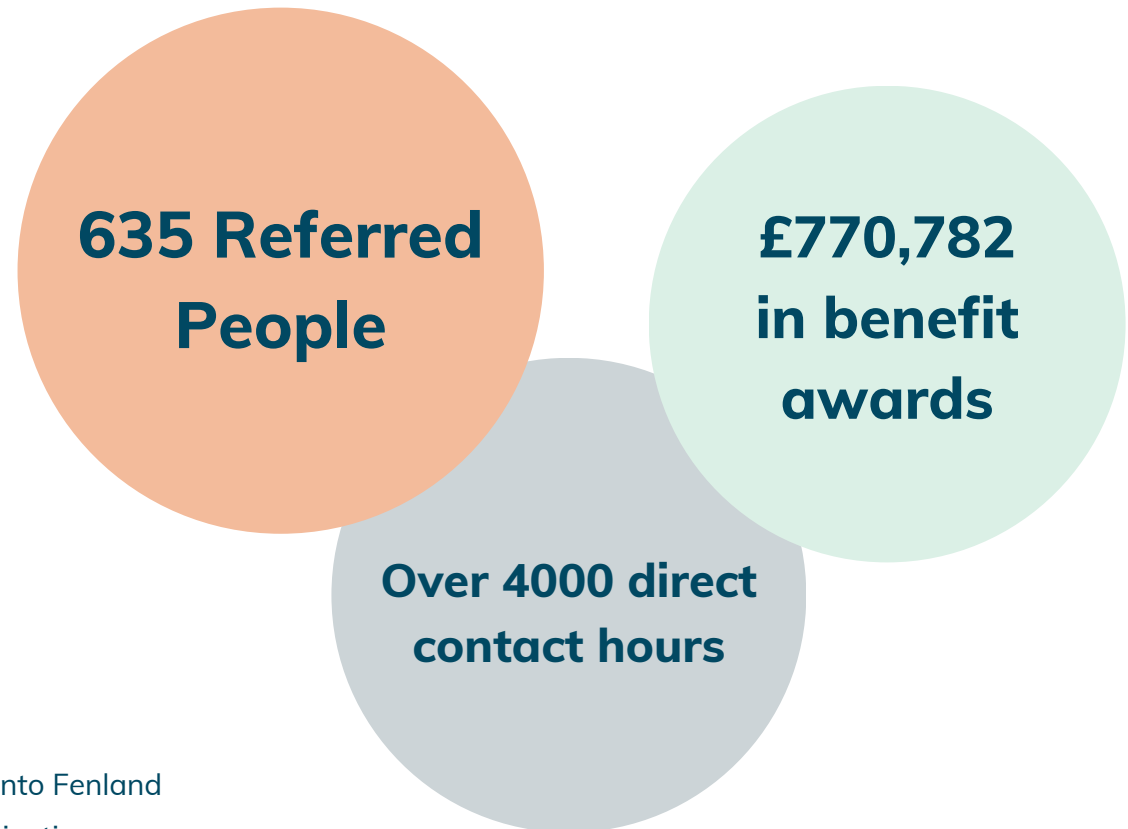 635 Referred
People
£770,782
in benefit
awards
Over 4000 direct
contact hours
nto Fenland